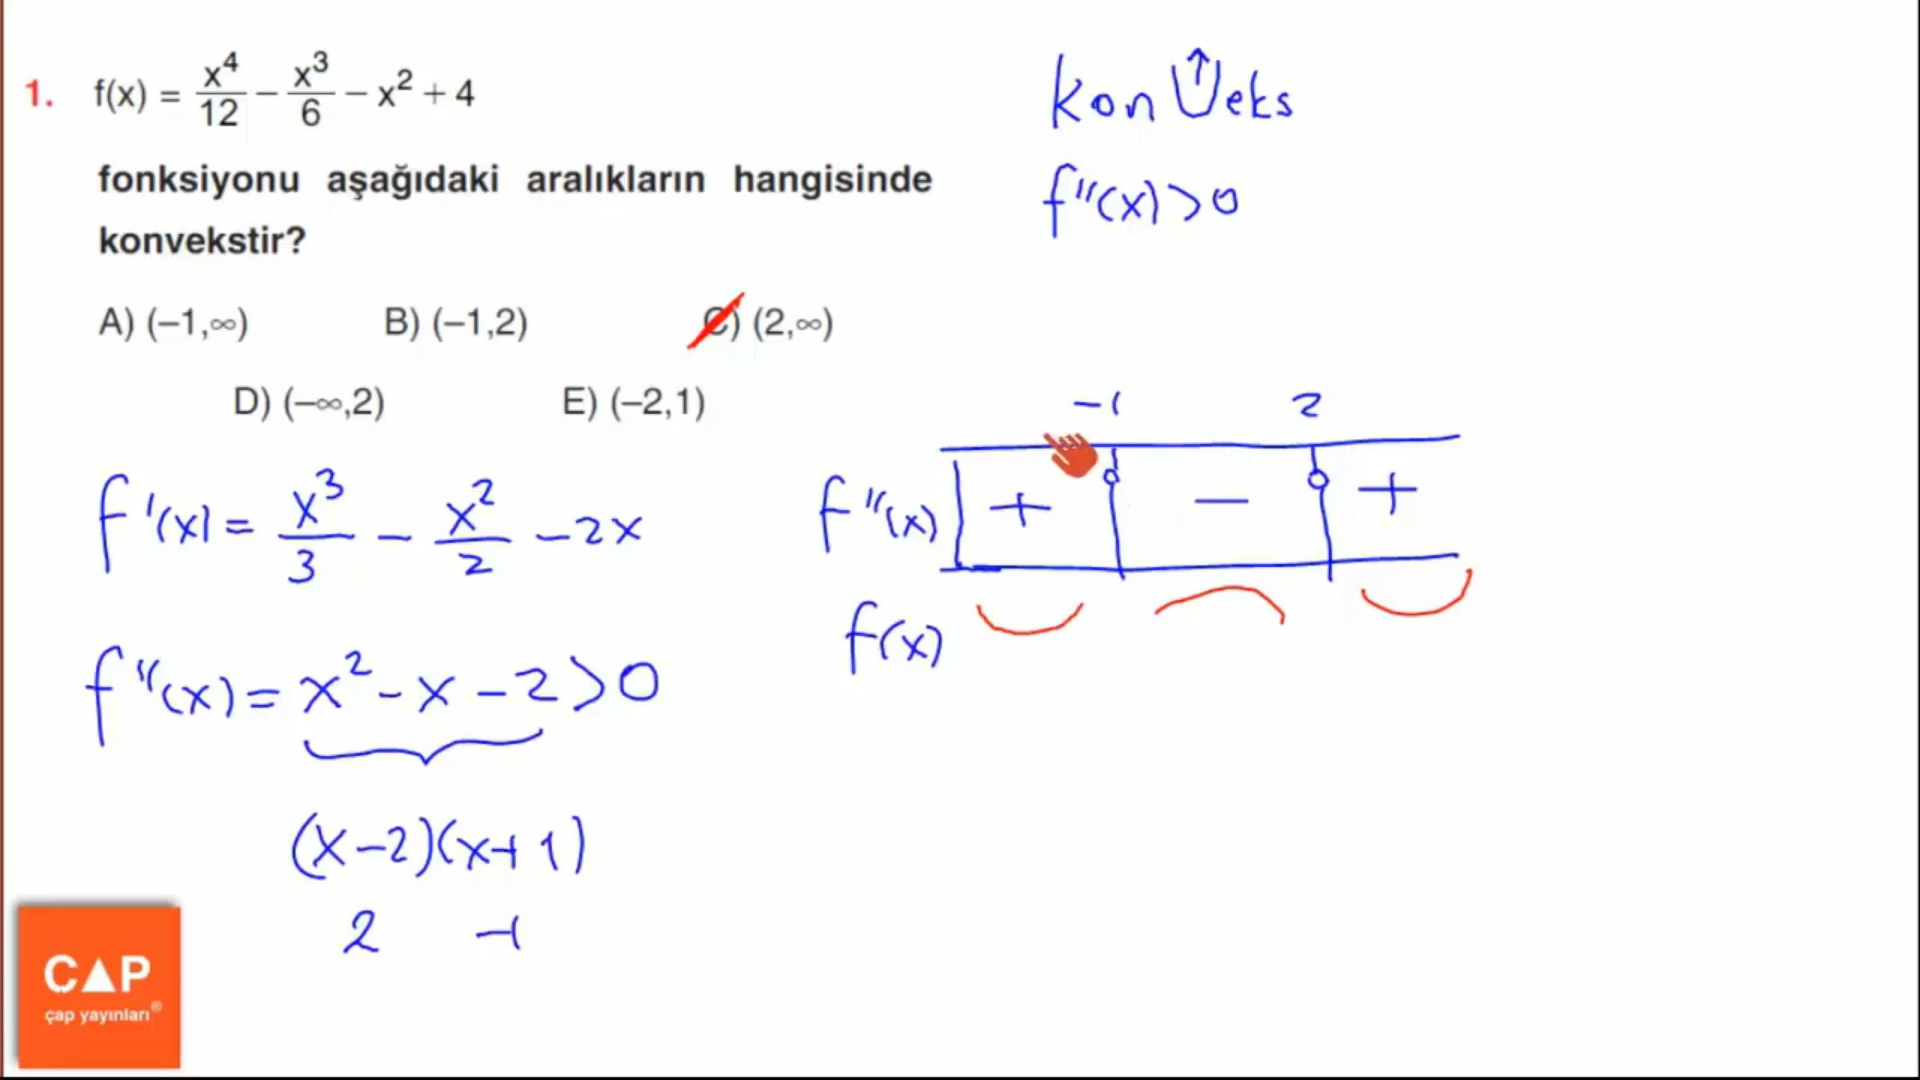 1. f(x) = x⁴/12 − x³/6 − x² + 4
fonksiyonu aşağıdaki aralıkların hangisinde
konvekstir?
A) (−1,∞) B) (−1,2) C) (2,∞)
D) (−∞,2) E) (−2,1)
f'(x) = x³/3 − x²/2 − 2x
f''(x) = x² − x − 2 > 0
(x−2)(x+1)
2 −1
konveks
f''(x) > 0
−1 2
f''(x) + − +
f(x)
CAP
çap yayınları®